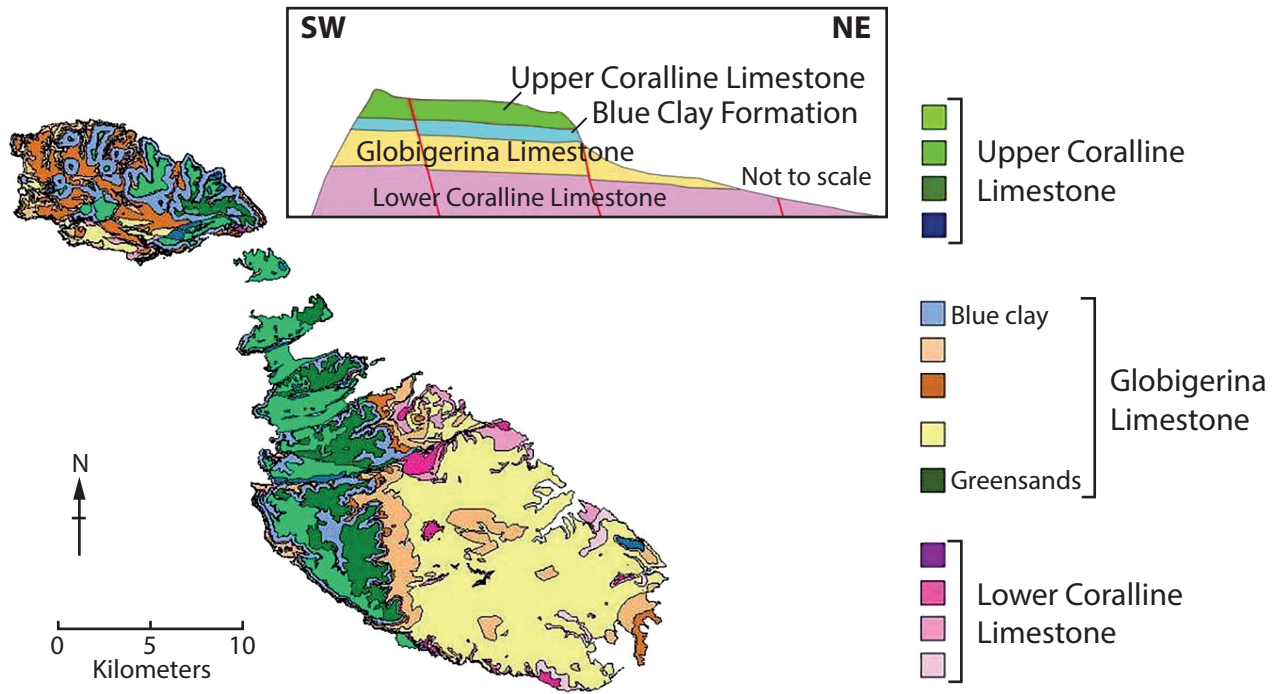 SW
NE
Upper Coralline Limestone
Blue Clay Formation
Globigerina Limestone
Not to scale
Lower Coralline Limestone
Upper Coralline
Limestone
Blue clay
Globigerina
Limestone
Greensands
Lower Coralline
Limestone
N
0 5 10
Kilometers